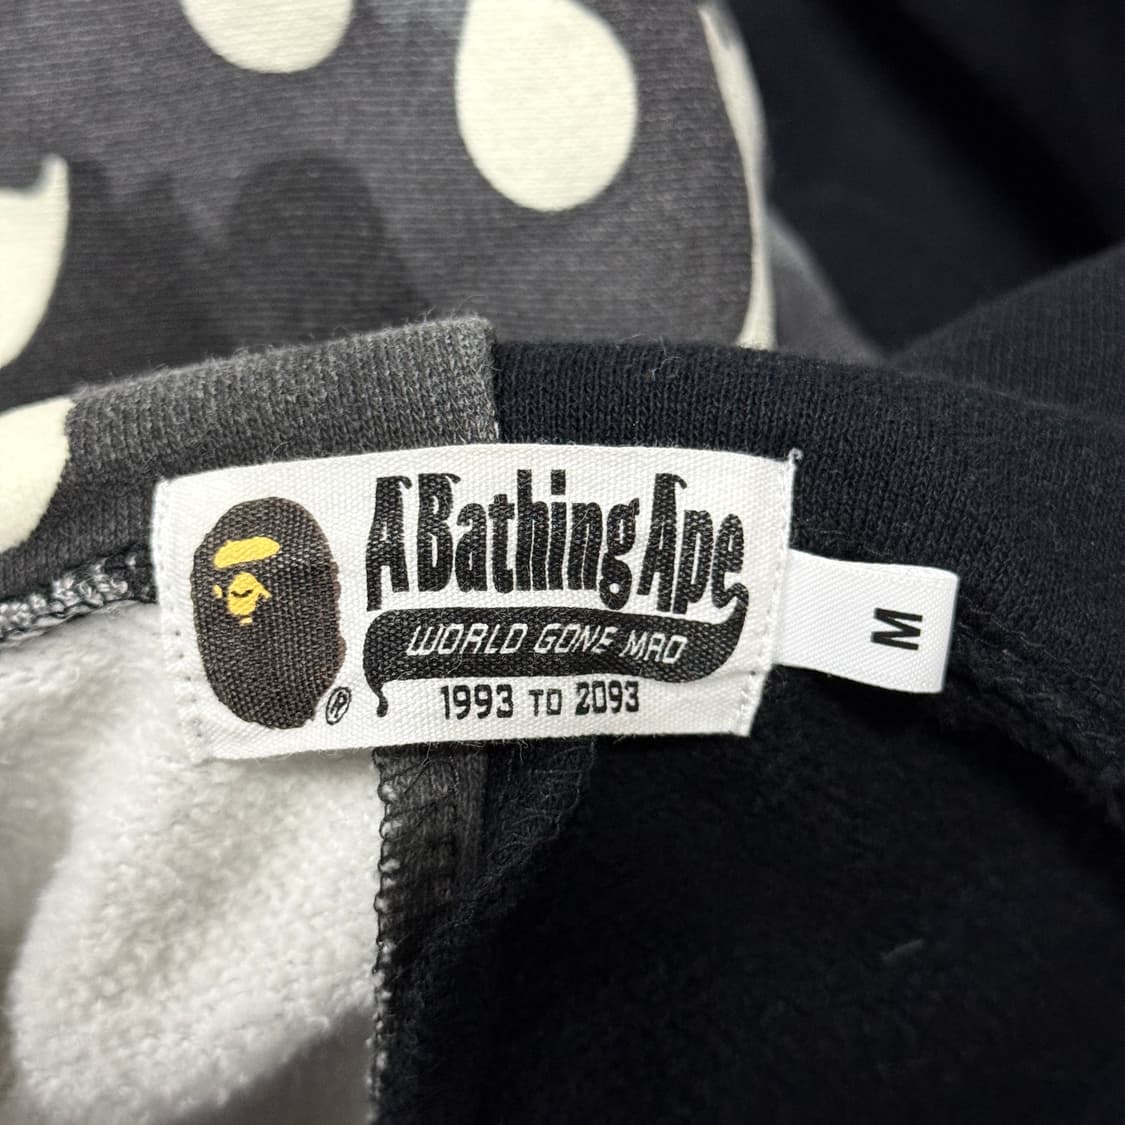 A Bathing Ape
WORLD GONE MAD
1993 TO 2093
®
M